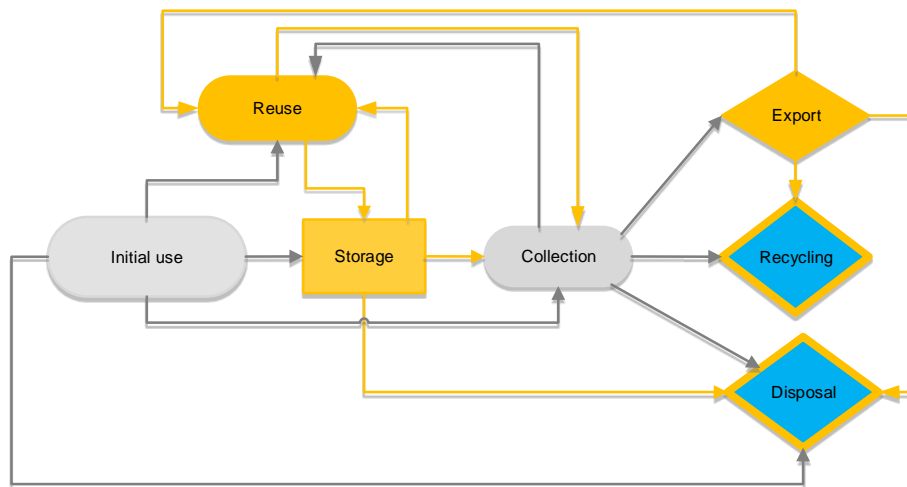 Reuse
Export
Initial use
Storage
Collection
Recycling
Disposal